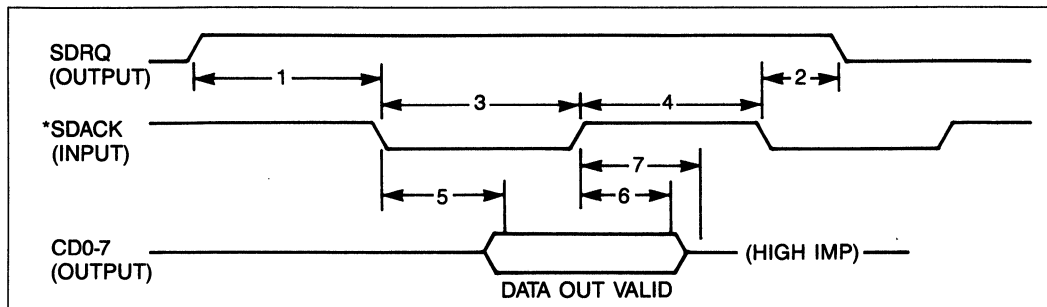 SDRQ
(OUTPUT)
1
2
3
4
*SDACK
(INPUT)
7
5
6
CD0-7
(OUTPUT)
(HIGH IMP)
DATA OUT VALID